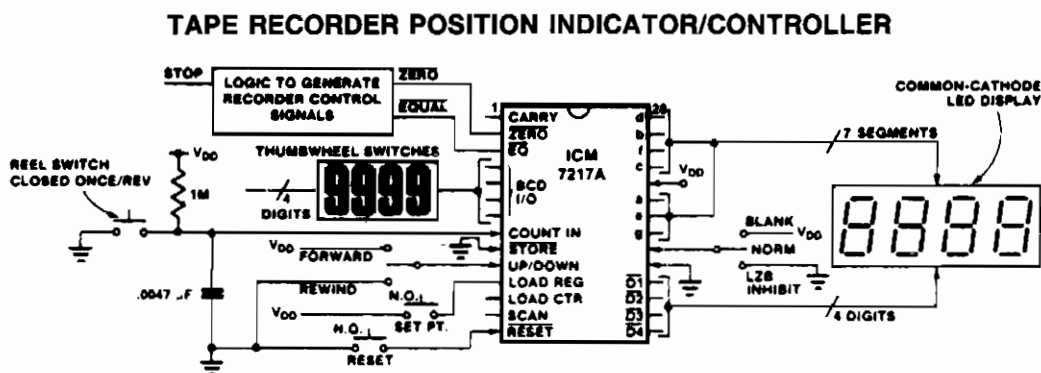 TAPE RECORDER POSITION INDICATOR/CONTROLLER
STOP
LOGIC TO GENERATE
RECORDER CONTROL
SIGNALS
ZERO
EQUAL
COMMON-CATHODE
LED DISPLAY
1
28
CARRY
ZERO
EQ
BCD
I/O
COUNT IN
STORE
UP/DOWN
LOAD REG
LOAD CTR
SCAN
RESET
ICM
7217A
d
b
f
c
a
e
g
D1
D2
D3
D4
7 SEGMENTS
VDD
THUMBWHEEL SWITCHES
9999
4
DIGITS
REEL SWITCH
CLOSED ONCE/REV
VDD
1M
.0047 µF
VDD
FORWARD
REWIND
N.O.
VDD
SET PT.
N.O.
RESET
BLANK
VDD
NORM
LZB
INHIBIT
8888
4 DIGITS